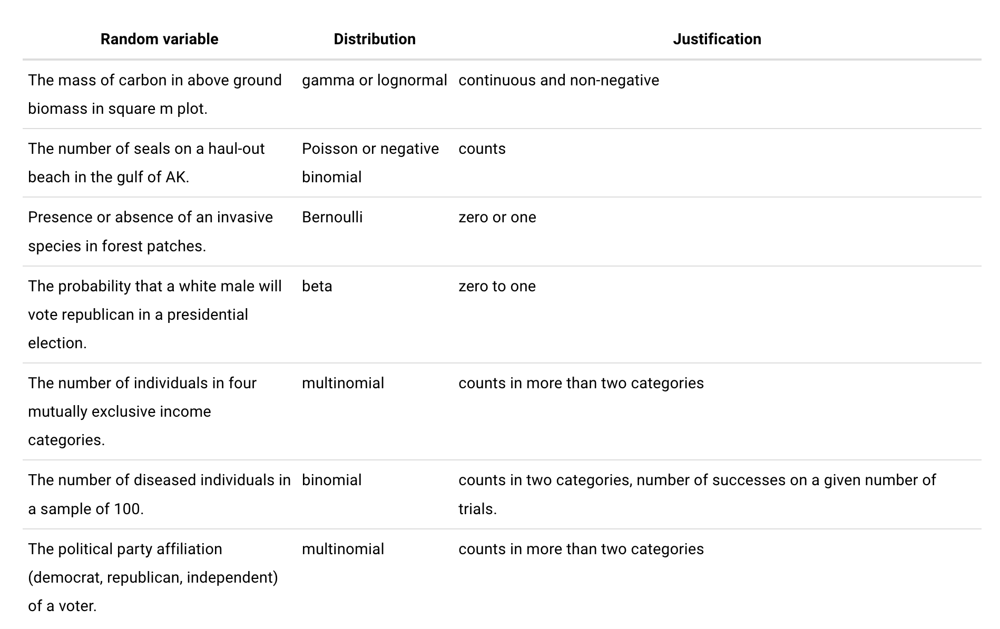 Random variable Distribution Justification
The mass of carbon in above ground gamma or lognormal continuous and non-negative
biomass in square m plot.
The number of seals on a haul-out Poisson or negative counts
beach in the gulf of AK. binomial
Presence or absence of an invasive Bernoulli zero or one
species in forest patches.
The probability that a white male will beta zero to one
vote republican in a presidential
election.
The number of individuals in four multinomial counts in more than two categories
mutually exclusive income
categories.
The number of diseased individuals in binomial counts in two categories, number of successes on a given number of
a sample of 100. trials.
The political party affiliation multinomial counts in more than two categories
(democrat, republican, independent)
of a voter.